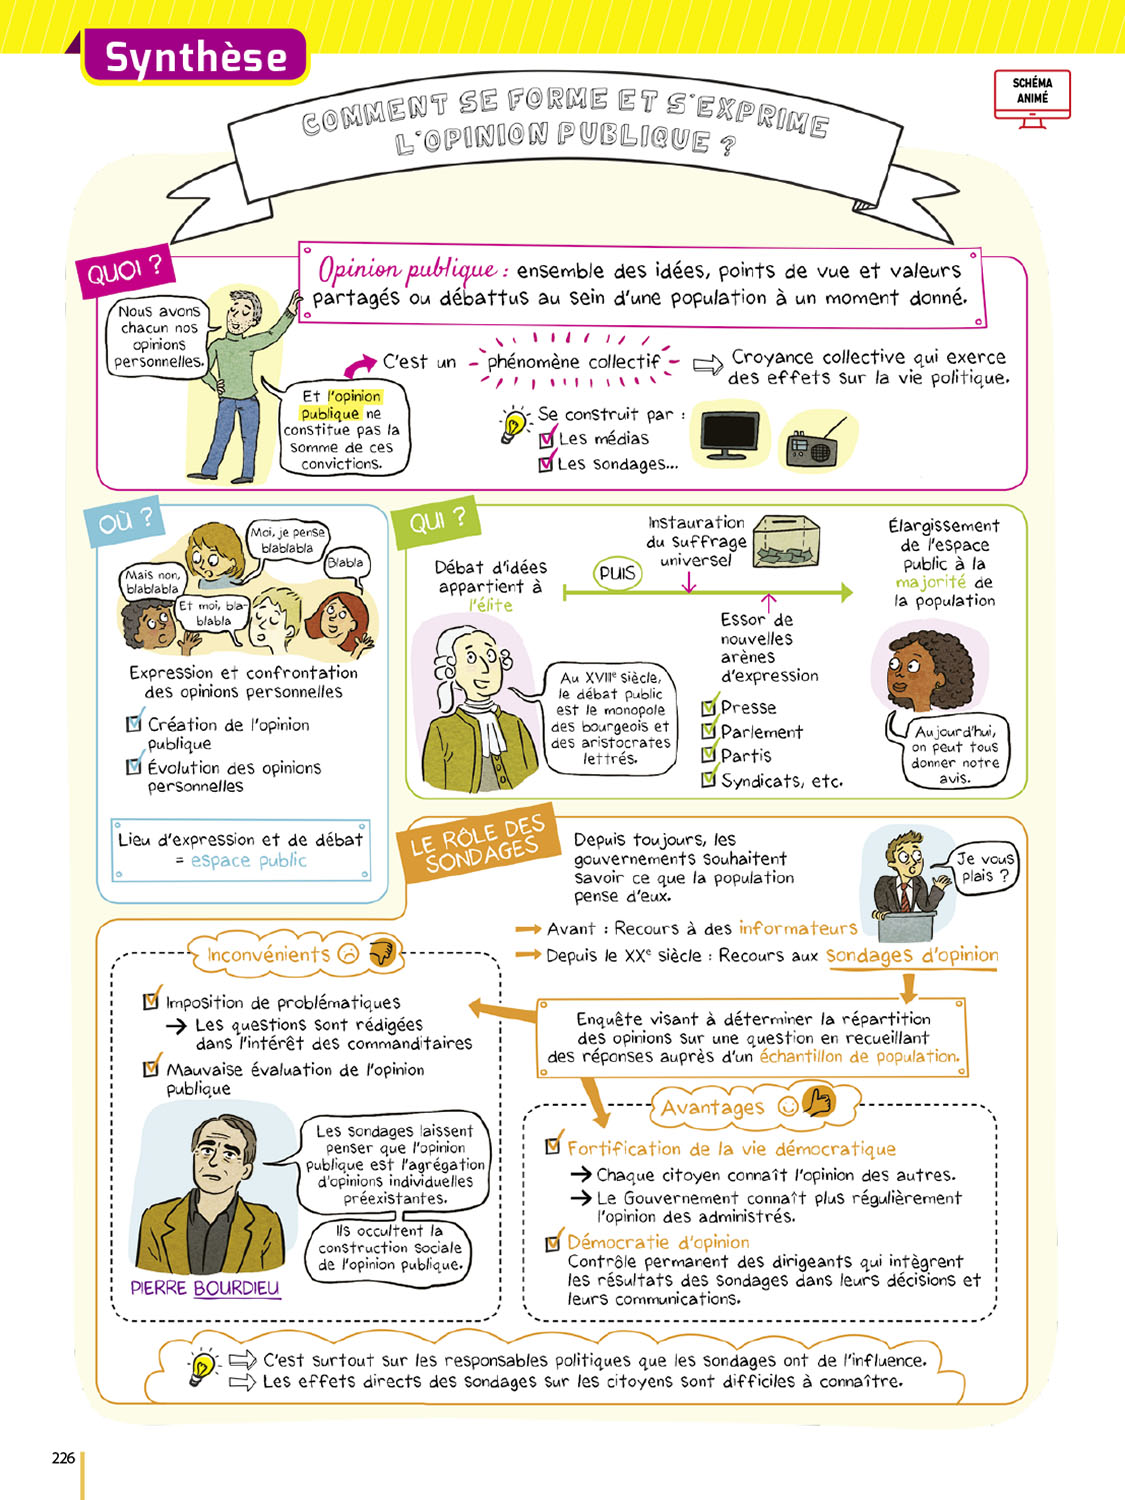 Synthèse
SCHÉMA
ANIMÉ
COMMENT SE FORME ET S'EXPRIME
L'OPINION PUBLIQUE ?
QUOI ?
Opinion publique : ensemble des idées, points de vue et valeurs
partagés ou débattus au sein d'une population à un moment donné.
Nous avons
chacun nos
opinions
personnelles.
Et l'opinion
publique ne
constitue pas la
somme de ces
convictions.
C'est un phénomène collectif
Croyance collective qui exerce
des effets sur la vie politique.
Se construit par :
Les médias
Les sondages...
OÙ ?
Moi, je pense
blablabla
Blabla
Mais non,
blablabla
Et moi, bla-
blabla
Expression et confrontation
des opinions personnelles
Création de l'opinion
publique
Évolution des opinions
personnelles
Lieu d'expression et de débat
= espace public
QUI ?
Débat d'idées
appartient à
l'élite
PUIS
Instauration
du suffrage
universel
Essor de
nouvelles
arènes
d'expression
Presse
Parlement
Partis
Syndicats, etc.
Élargissement
de l'espace
public à la
majorité de
la population
Au XVIIe siècle,
le débat public
est le monopole
des bourgeois et
des aristocrates
lettrés.
Aujourd'hui,
on peut tous
donner notre
avis.
LE RÔLE DES
SONDAGES
Depuis toujours, les
gouvernements souhaitent
savoir ce que la population
pense d'eux.
Je vous
plais ?
Avant : Recours à des informateurs
Depuis le XXe siècle : Recours aux sondages d'opinion
Enquête visant à déterminer la répartition
des opinions sur une question en recueillant
des réponses auprès d'un échantillon de population.
Inconvénients
Imposition de problématiques
→ Les questions sont rédigées
dans l'intérêt des commanditaires
Mauvaise évaluation de l'opinion
publique
Les sondages laissent
penser que l'opinion
publique est l'agrégation
d'opinions individuelles
préexistantes.
Ils occultent la
construction sociale
de l'opinion publique.
PIERRE BOURDIEU
Avantages
Fortification de la vie démocratique
→ Chaque citoyen connaît l'opinion des autres.
→ Le Gouvernement connaît plus régulièrement
l'opinion des administrés.
Démocratie d'opinion
Contrôle permanent des dirigeants qui intègrent
les résultats des sondages dans leurs décisions et
leurs communications.
C'est surtout sur les responsables politiques que les sondages ont de l'influence.
Les effets directs des sondages sur les citoyens sont difficiles à connaître.
226